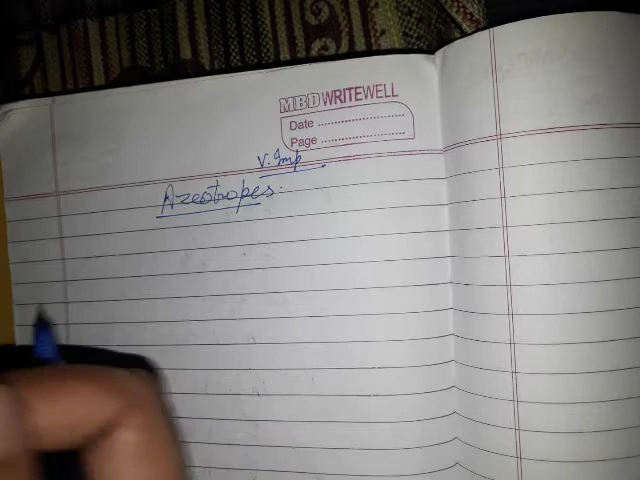 MBD WRITEWELL
Date ..............................
Page ..............................
V. Imp
Azeotropes.